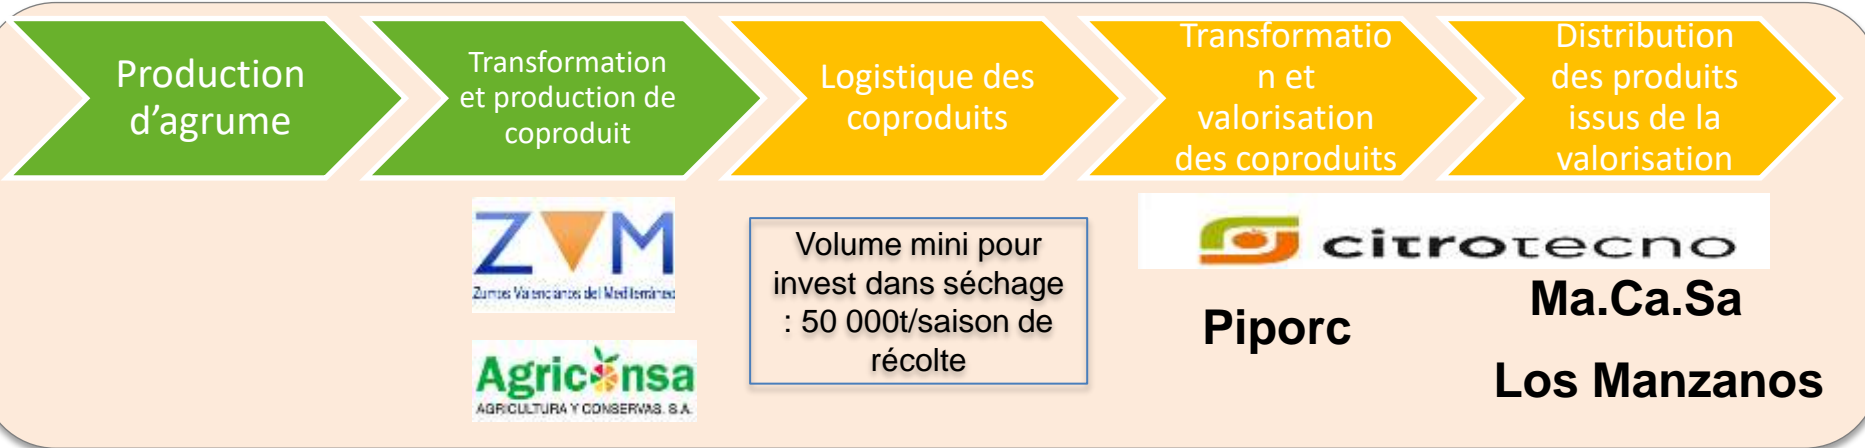 Production
d’agrume
Transformation
et production de
coproduit
Logistique des
coproduits
Transformatio
n et
valorisation
des coproduits
Distribution
des produits
issus de la
valorisation
ZVM
Zumos Valencianos del Mediterráneo
Agriconsa
AGRICULTURA Y CONSERVAS. S.A.
Volume mini pour
invest dans séchage
: 50 000t/saison de
récolte
citrotecno
Piporc
Ma.Ca.Sa
Los Manzanos